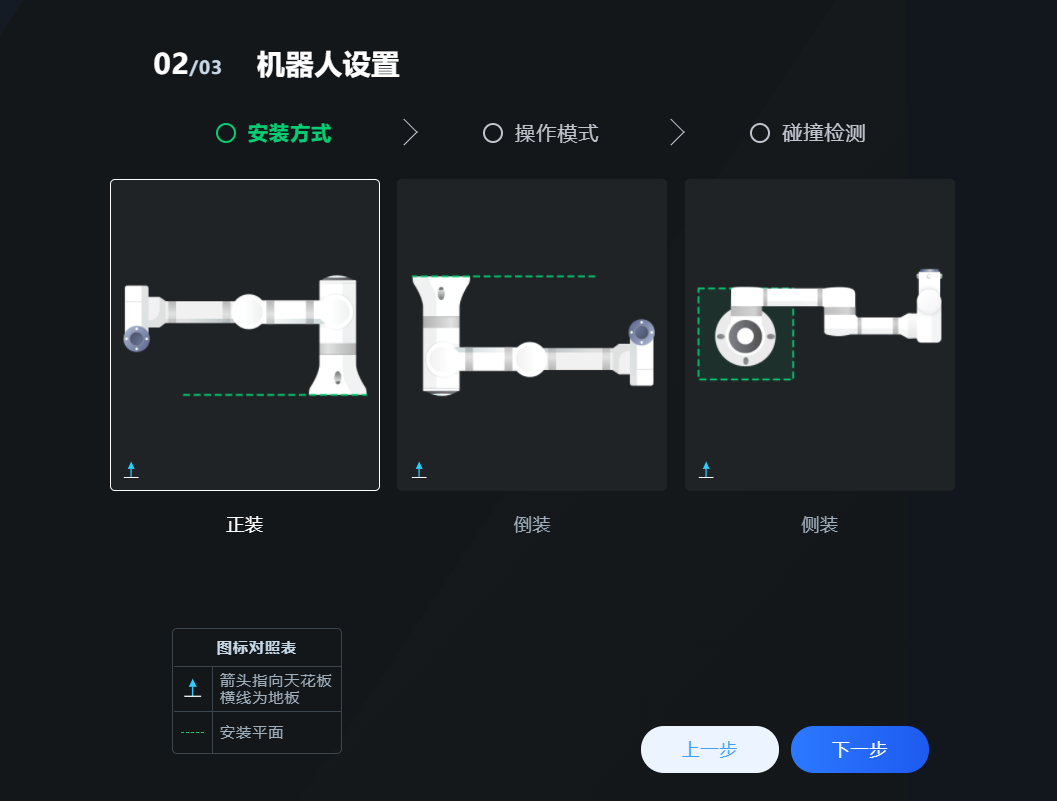 02/03 机器人设置
安装方式 操作模式 碰撞检测
正装 倒装 侧装
图标对照表
箭头指向天花板
横线为地板
安装平面
上一步 下一步